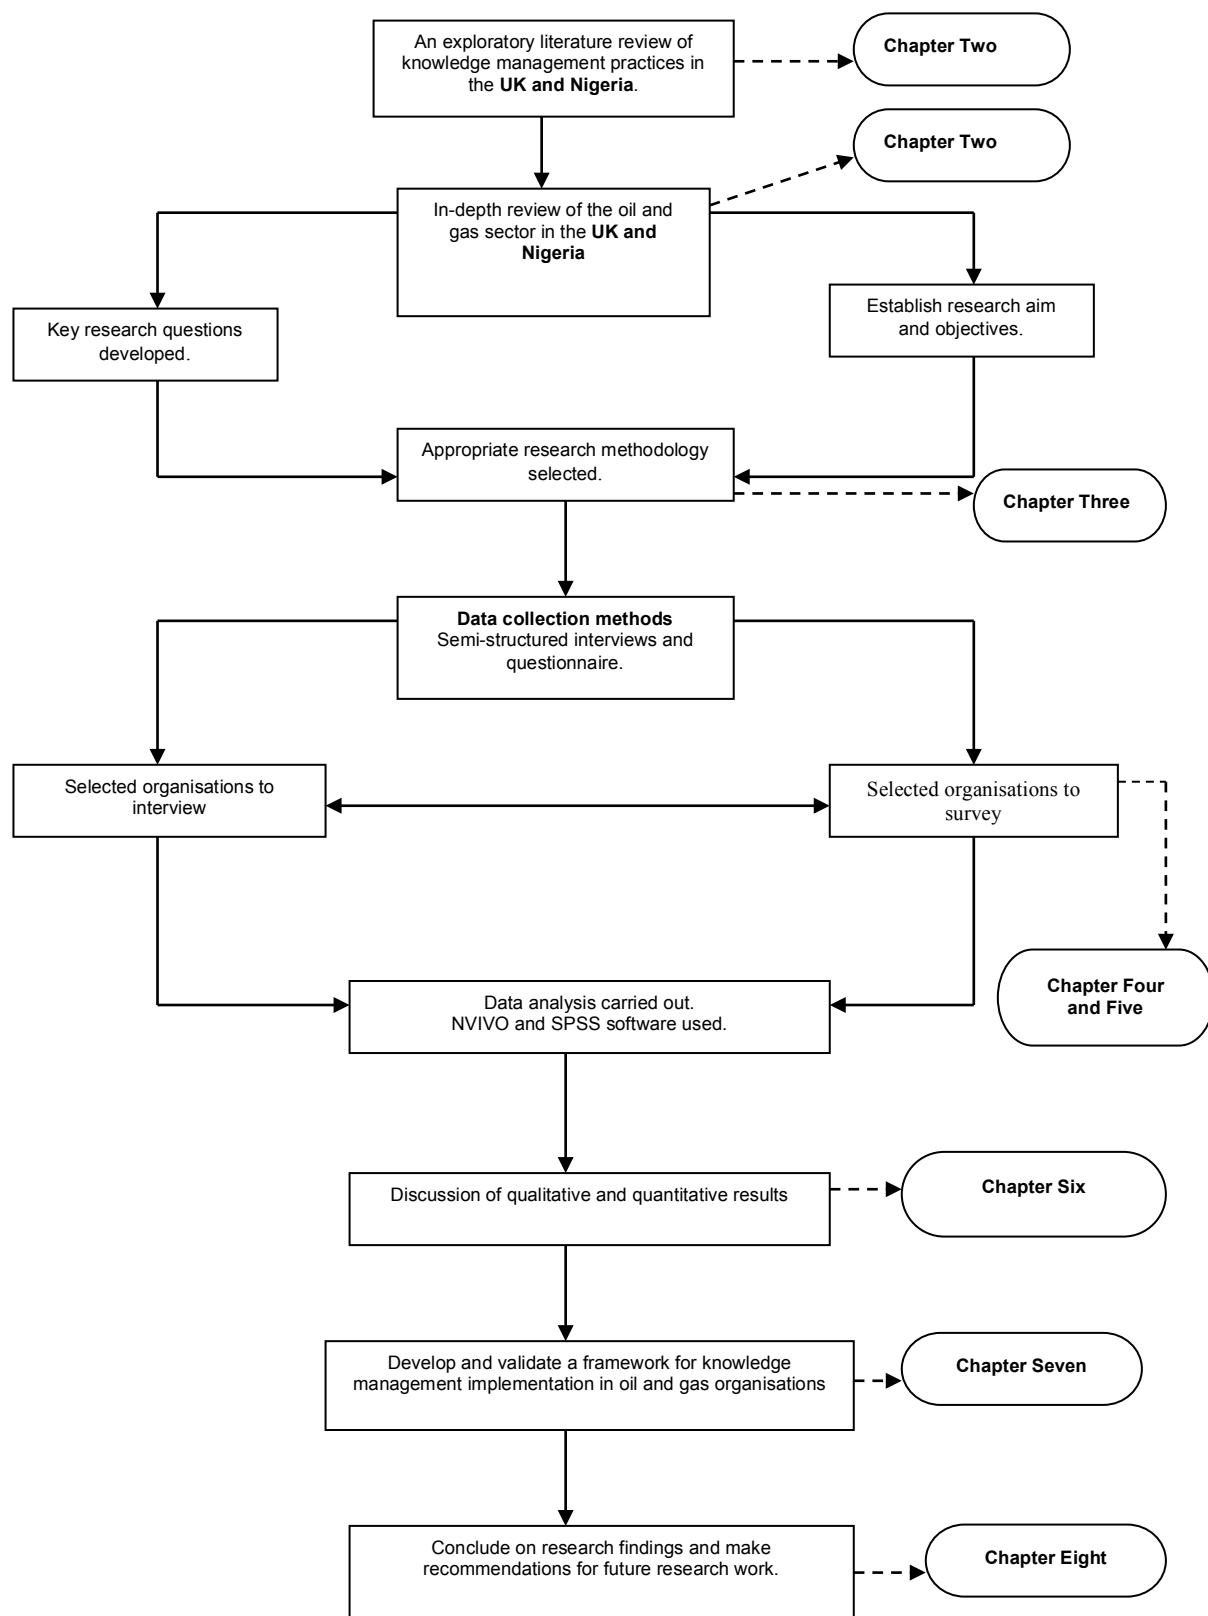 An exploratory literature review of
knowledge management practices in
the UK and Nigeria.
Chapter Two
Chapter Two
In-depth review of the oil and
gas sector in the UK and
Nigeria
Key research questions
developed.
Establish research aim
and objectives.
Appropriate research methodology
selected.
Chapter Three
Data collection methods
Semi-structured interviews and
questionnaire.
Selected organisations to
interview
Selected organisations to
survey
Chapter Four
and Five
Data analysis carried out.
NVIVO and SPSS software used.
Discussion of qualitative and quantitative results
Chapter Six
Develop and validate a framework for knowledge
management implementation in oil and gas organisations
Chapter Seven
Conclude on research findings and make
recommendations for future research work.
Chapter Eight